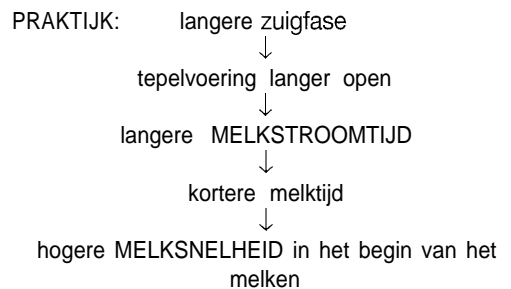 PRAKTIJK: langere zuigfase
↓
tepelvoering langer open
↓
langere MELKSTROOMTIJD
↓
kortere melktijd
↓
hogere MELKSNELHEID in het begin van het
melken